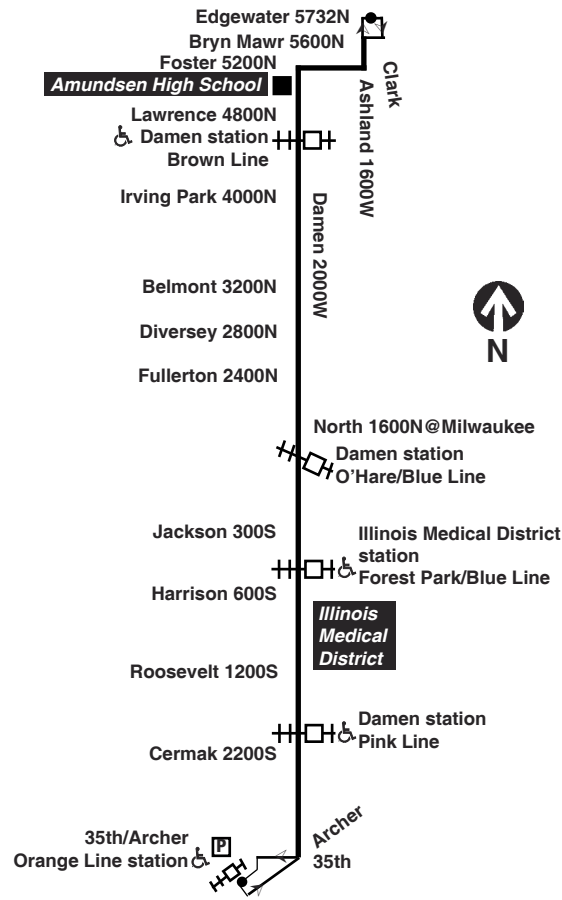 Edgewater 5732N
Bryn Mawr 5600N
Foster 5200N
Amundsen High School
Clark
Ashland 1600W
Lawrence 4800N
Damen station
Brown Line
Irving Park 4000N
Damen 2000W
Belmont 3200N
Diversey 2800N
N
Fullerton 2400N
North 1600N@Milwaukee
Damen station
O'Hare/Blue Line
Jackson 300S
Illinois Medical District
station
Forest Park/Blue Line
Harrison 600S
Illinois
Medical
District
Roosevelt 1200S
Damen station
Pink Line
Cermak 2200S
Archer
35th
35th/Archer
P
Orange Line station